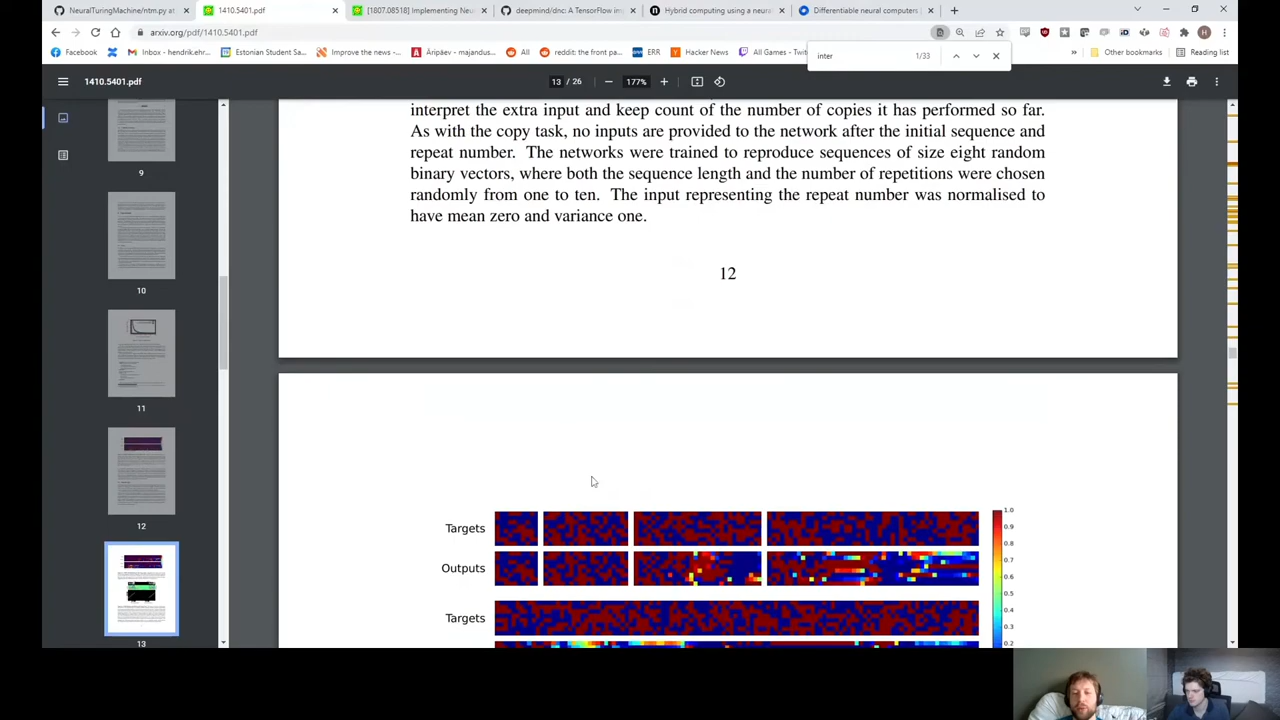 NeuralTuringMachine/ntm.py at
1410.5401.pdf
[1807.08518] Implementing Neu
deepmind/dnc: A TensorFlow im
Hybrid computing using a neura
Differentiable neural computers |
arxiv.org/pdf/1410.5401.pdf
Facebook
Inbox - hendrik.ehr...
Estonian Student Sa...
Improve the news -...
Äripäev - majandus...
All
reddit: the front pa...
ERR
Hacker News
All Games - Twit
Other bookmarks
Reading list
inter
1/33
1410.5401.pdf
13 / 26
177%
interpret the extra input and keep count of the number of copies it has performed so far.
As with the copy task, no inputs are provided to the network after the initial sequence and
repeat number. The networks were trained to reproduce sequences of size eight random
binary vectors, where both the sequence length and the number of repetitions were chosen
randomly from one to ten. The input representing the repeat number was normalised to
have mean zero and variance one.
12
9
10
11
12
13
Targets
Outputs
Targets
1.0
0.9
0.8
0.7
0.6
0.5
0.4
0.3
0.2